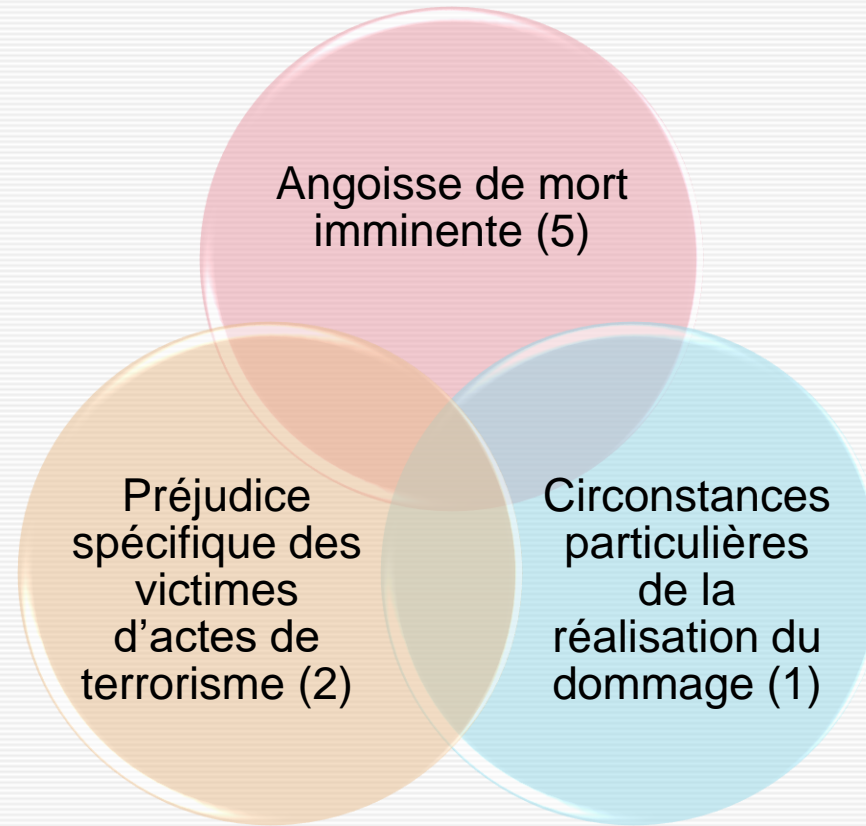 Angoisse de mort
imminente (5)
Préjudice
spécifique des
victimes
d'actes de
terrorisme (2)
Circonstances
particulières
de la
réalisation du
dommage (1)